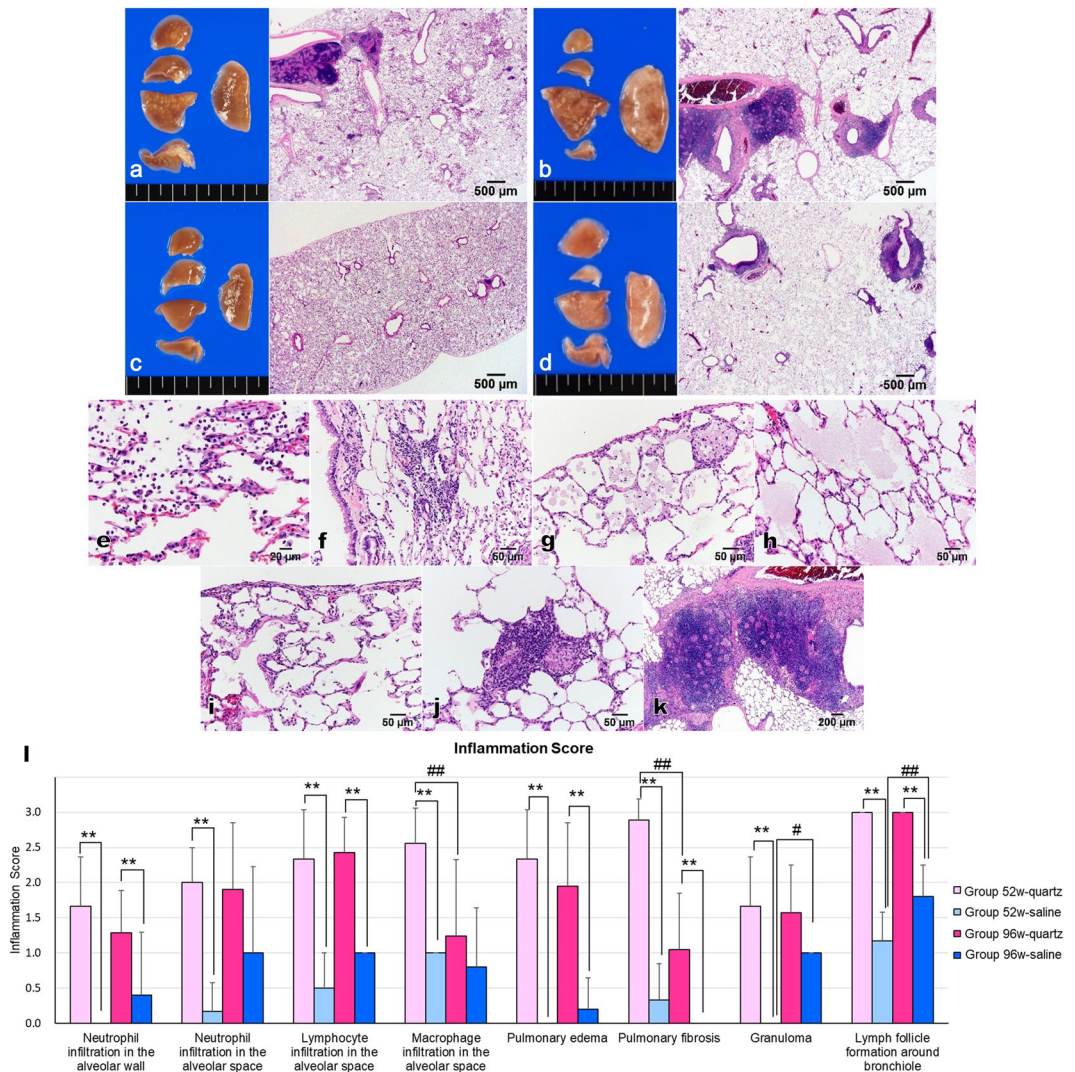 a
500 µm
b
500 µm
c
500 µm
d
500 µm
e
20 µm
f
50 µm
g
50 µm
h
50 µm
i
50 µm
j
50 µm
k
200 µm
l
Inflammation Score
Inflammation Score
3.0
2.5
2.0
1.5
1.0
0.5
0.0
**
**
**
**
**
##
**
**
**
##
**
**
**
#
##
**
**
Neutrophil
infiltration in the
alveolar wall
Neutrophil
infiltration in the
alveolar space
Lymphocyte
infiltration in the
alveolar space
Macrophage
infiltration in the
alveolar space
Pulmonary edema
Pulmonary fibrosis
Granuloma
Lymph follicle
formation around
bronchiole
Group 52w-quartz
Group 52w-saline
Group 96w-quartz
Group 96w-saline